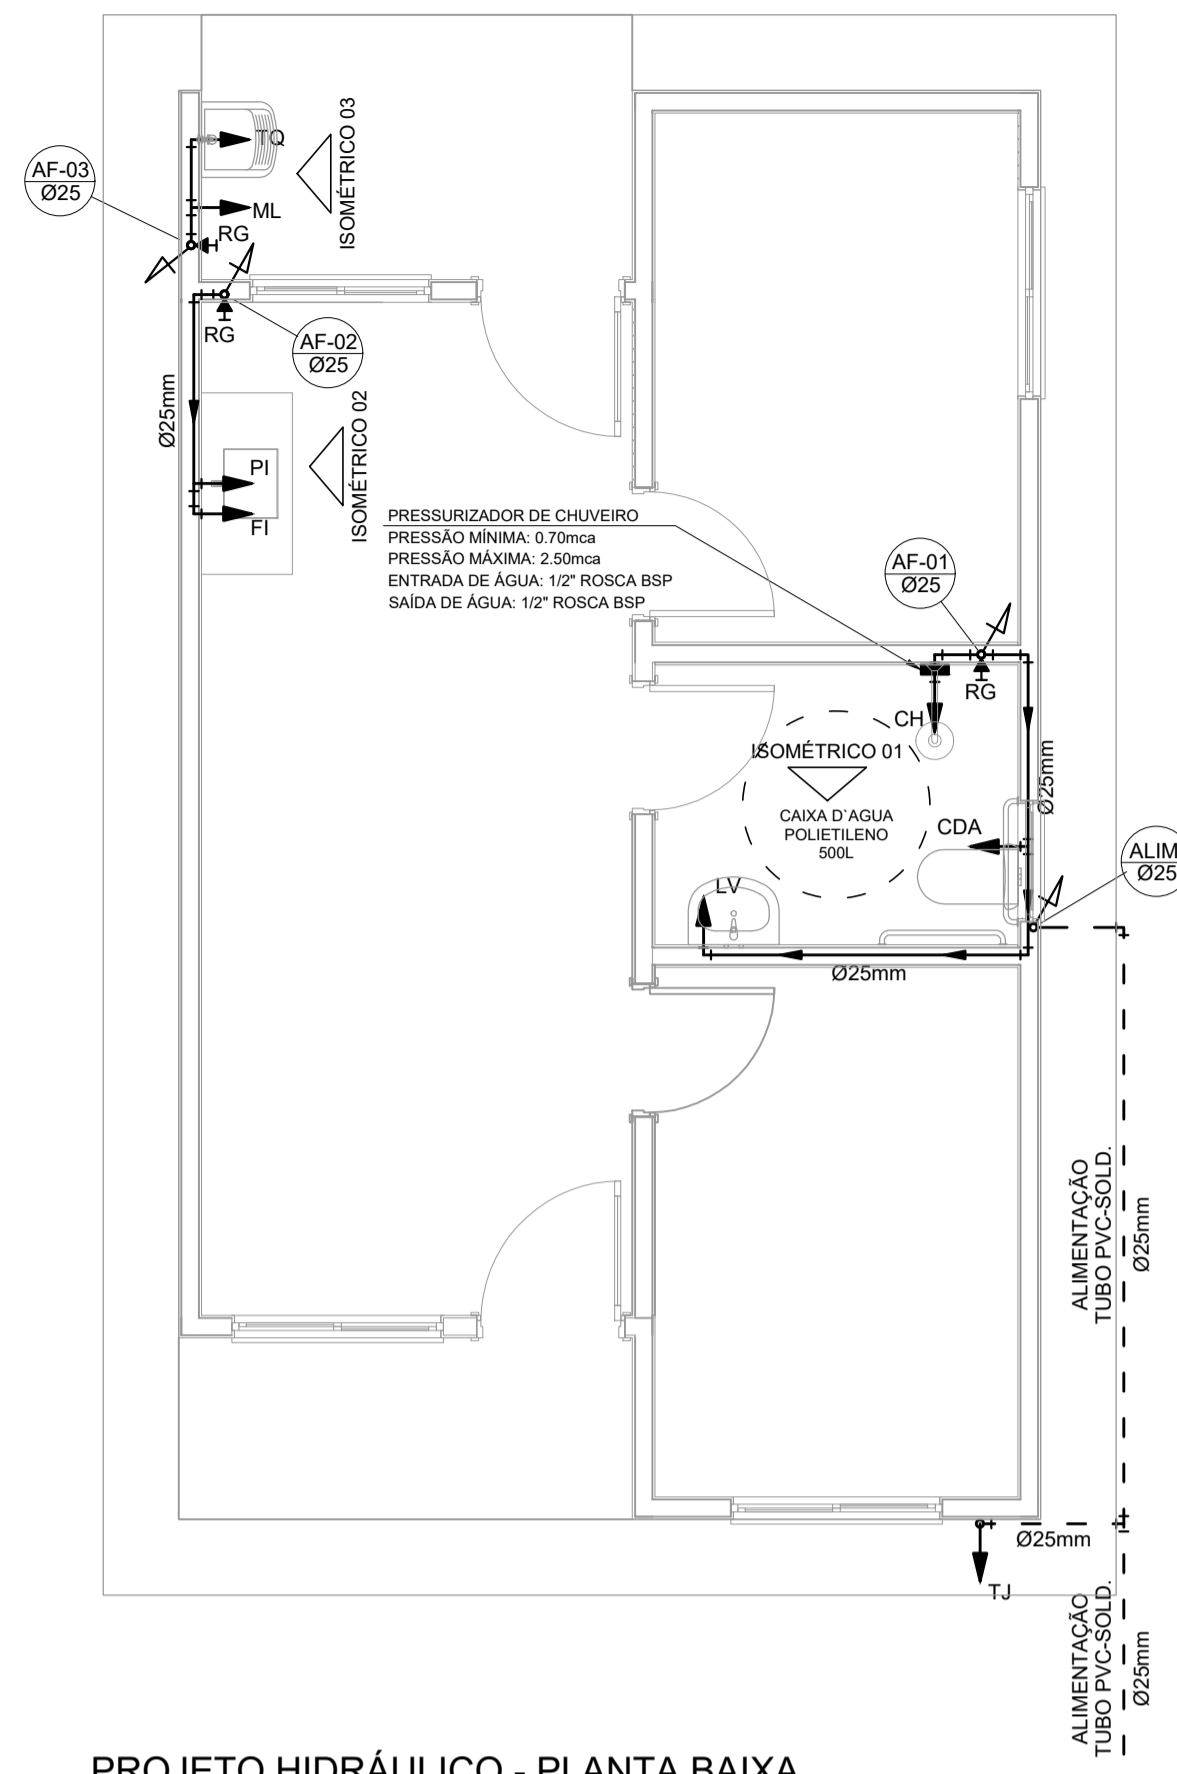 TQ
ISOMÉTRICO 03
AF-03
Ø25
ML
RG
RG
AF-02
Ø25
Ø25mm
ISOMÉTRICO 02
PI
FI
PRESSURIZADOR DE CHUVEIRO
PRESSÃO MÍNIMA: 0.70mca
PRESSÃO MÁXIMA: 2.50mca
ENTRADA DE ÁGUA: 1/2" ROSCA BSP
SAÍDA DE ÁGUA: 1/2" ROSCA BSP
AF-01
Ø25
RG
CH
ISOMÉTRICO 01
Ø25mm
CAIXA D`AGUA
POLIETILENO
500L
CDA
ALIM
Ø25
LV
Ø25mm
ALIMENTAÇÃO
TUBO PVC-SOLD.
Ø25mm
Ø25mm
TJ
ALIMENTAÇÃO
TUBO PVC-SOLD.
Ø25mm
PROJETO HIDRÁULICO - PLANTA BAIXA